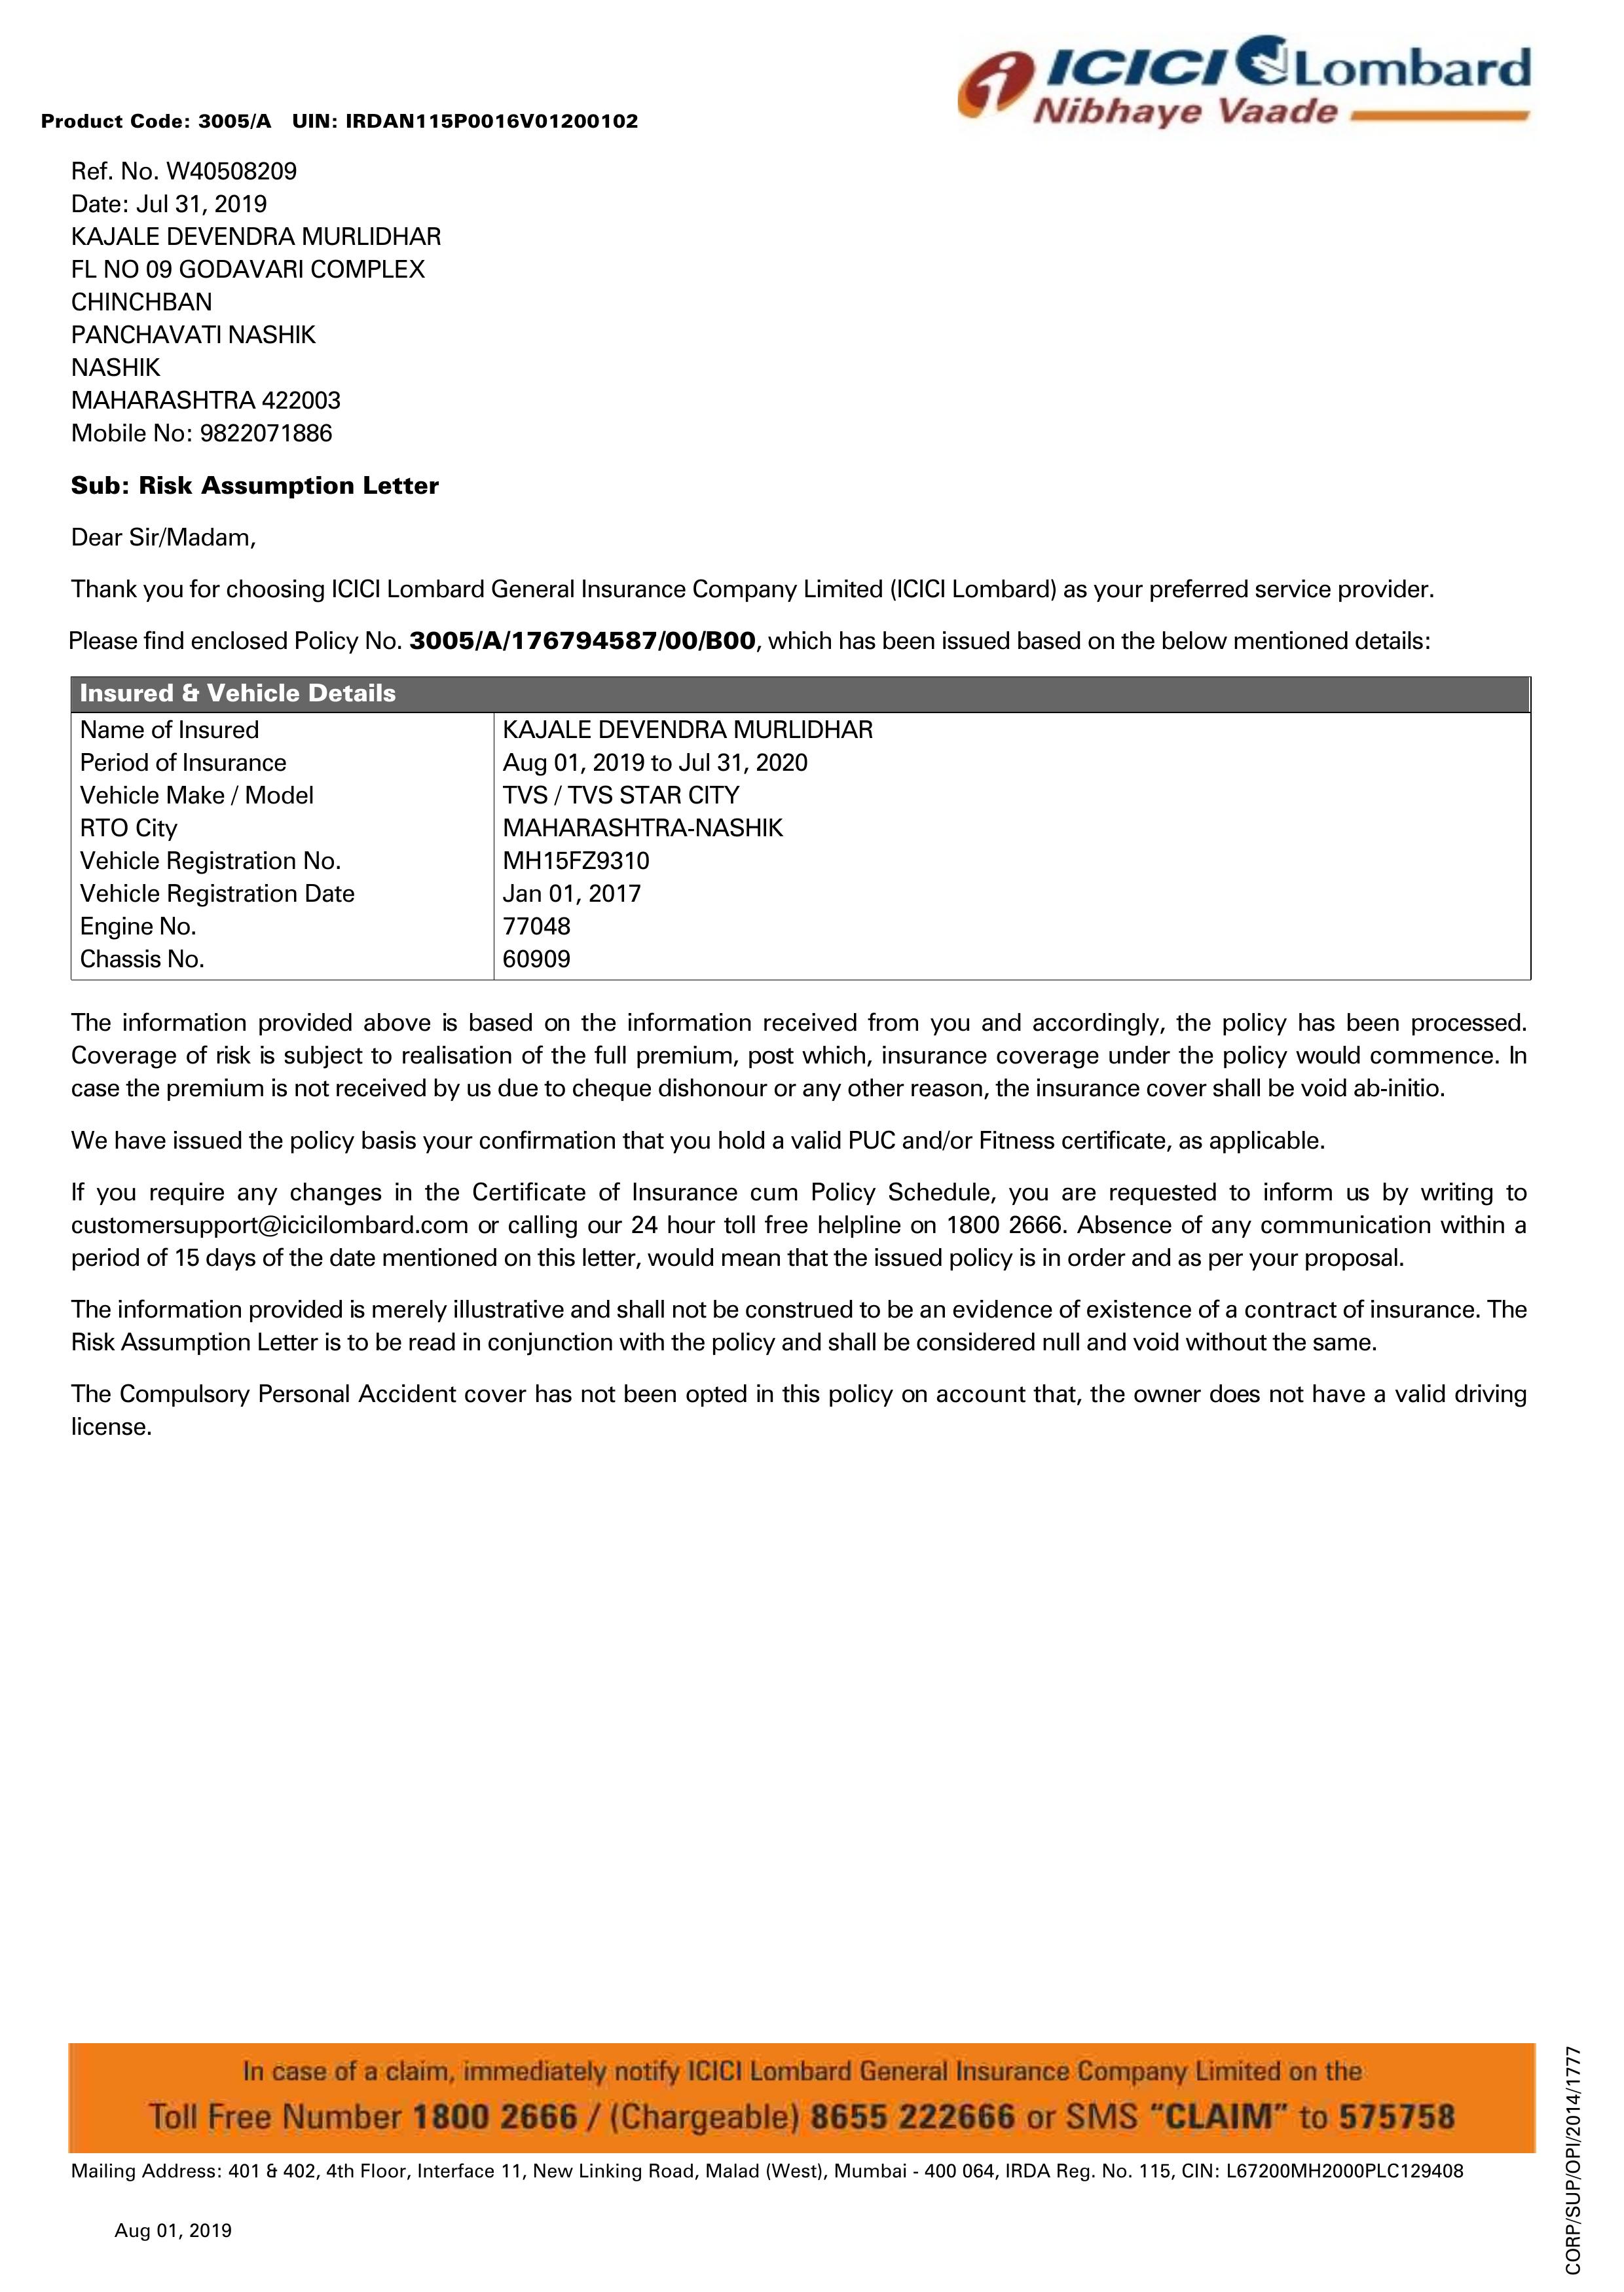 ICICI Lombard
Nibhaye Vaade
Product Code: 3005/A UIN: IRDAN115P0016V01200102
Ref. No. W40508209
Date: Jul 31, 2019
KAJALE DEVENDRA MURLIDHAR
FL NO 09 GODAVARI COMPLEX
CHINCHBAN
PANCHAVATI NASHIK
NASHIK
MAHARASHTRA 422003
Mobile No: 9822071886
Sub: Risk Assumption Letter
Dear Sir/Madam,
Thank you for choosing ICICI Lombard General Insurance Company Limited (ICICI Lombard) as your preferred service provider.
Please find enclosed Policy No. 3005/A/176794587/00/B00, which has been issued based on the below mentioned details:
Insured & Vehicle Details
Name of Insured KAJALE DEVENDRA MURLIDHAR
Period of Insurance Aug 01, 2019 to Jul 31, 2020
Vehicle Make / Model TVS / TVS STAR CITY
RTO City MAHARASHTRA-NASHIK
Vehicle Registration No. MH15FZ9310
Vehicle Registration Date Jan 01, 2017
Engine No. 77048
Chassis No. 60909
The information provided above is based on the information received from you and accordingly, the policy has been processed.
Coverage of risk is subject to realisation of the full premium, post which, insurance coverage under the policy would commence. In
case the premium is not received by us due to cheque dishonour or any other reason, the insurance cover shall be void ab-initio.
We have issued the policy basis your confirmation that you hold a valid PUC and/or Fitness certificate, as applicable.
If you require any changes in the Certificate of Insurance cum Policy Schedule, you are requested to inform us by writing to
customersupport@icicilombard.com or calling our 24 hour toll free helpline on 1800 2666. Absence of any communication within a
period of 15 days of the date mentioned on this letter, would mean that the issued policy is in order and as per your proposal.
The information provided is merely illustrative and shall not be construed to be an evidence of existence of a contract of insurance. The
Risk Assumption Letter is to be read in conjunction with the policy and shall be considered null and void without the same.
The Compulsory Personal Accident cover has not been opted in this policy on account that, the owner does not have a valid driving
license.
In case of a claim, immediately notify ICICI Lombard General Insurance Company Limited on the
Toll Free Number 1800 2666 / (Chargeable) 8655 222666 or SMS “CLAIM” to 575758
Mailing Address: 401 & 402, 4th Floor, Interface 11, New Linking Road, Malad (West), Mumbai - 400 064, IRDA Reg. No. 115, CIN: L67200MH2000PLC129408
Aug 01, 2019
CORP/SUP/OPI/2014/1777